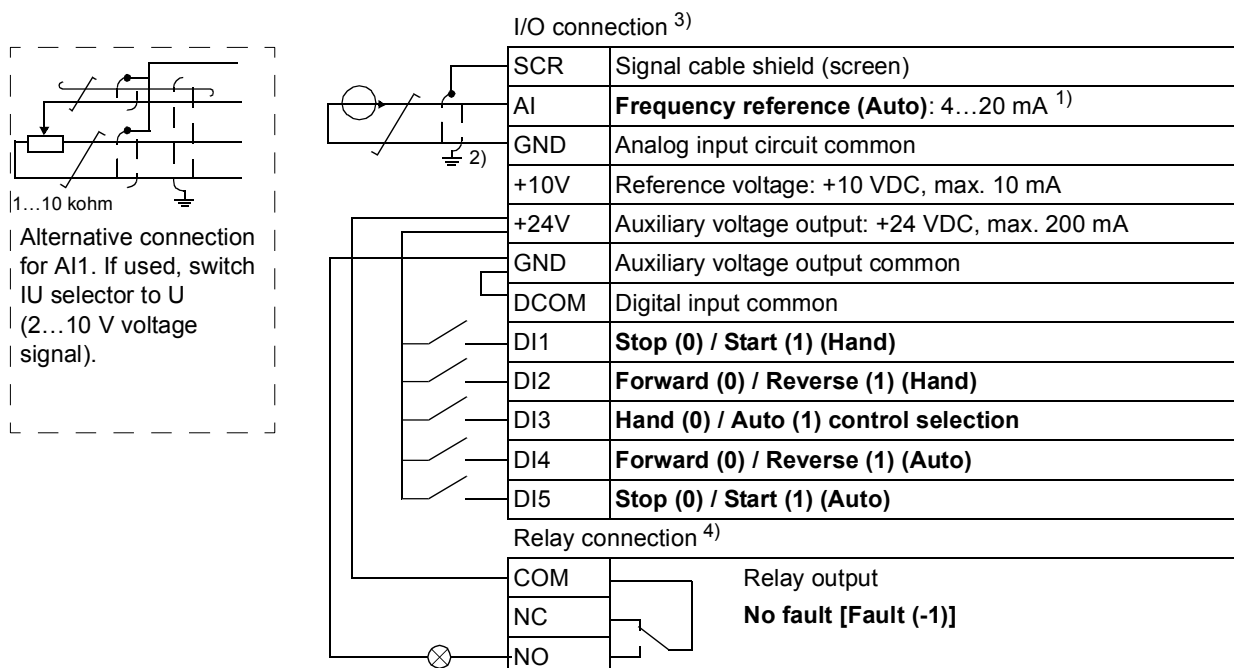 I/O connection 3)
SCR Signal cable shield (screen)
AI Frequency reference (Auto): 4…20 mA 1)
GND Analog input circuit common
2)
+10V Reference voltage: +10 VDC, max. 10 mA
+24V Auxiliary voltage output: +24 VDC, max. 200 mA
GND Auxiliary voltage output common
DCOM Digital input common
DI1 Stop (0) / Start (1) (Hand)
DI2 Forward (0) / Reverse (1) (Hand)
DI3 Hand (0) / Auto (1) control selection
DI4 Forward (0) / Reverse (1) (Auto)
DI5 Stop (0) / Start (1) (Auto)
Relay connection 4)
COM Relay output
NC No fault [Fault (-1)]
NO
1…10 kohm
Alternative connection
for AI1. If used, switch
IU selector to U
(2…10 V voltage
signal).